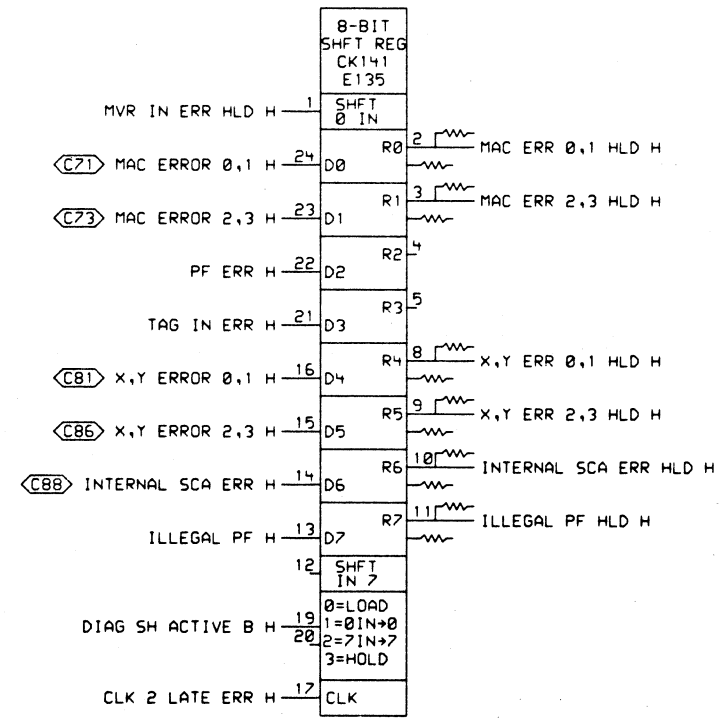 8-BIT
SHFT REG
CK141
E135
MVR IN ERR HLD H 1 SHFT
0 IN
R0 2 MAC ERR 0,1 HLD H
C71 MAC ERROR 0,1 H 24 D0
R1 3 MAC ERR 2,3 HLD H
C73 MAC ERROR 2,3 H 23 D1
R2 4
PF ERR H 22 D2
R3 5
TAG IN ERR H 21 D3
R4 8 X,Y ERR 0,1 HLD H
C81 X,Y ERROR 0,1 H 16 D4
R5 9 X,Y ERR 2,3 HLD H
C86 X,Y ERROR 2,3 H 15 D5
R6 10 INTERNAL SCA ERR HLD H
C88 INTERNAL SCA ERR H 14 D6
R7 11 ILLEGAL PF HLD H
ILLEGAL PF H 13 D7
12 SHFT
IN 7
0=LOAD
DIAG SH ACTIVE B H 19 1=0IN→0
20 2=7IN→7
3=HOLD
CLK 2 LATE ERR H 17 CLK